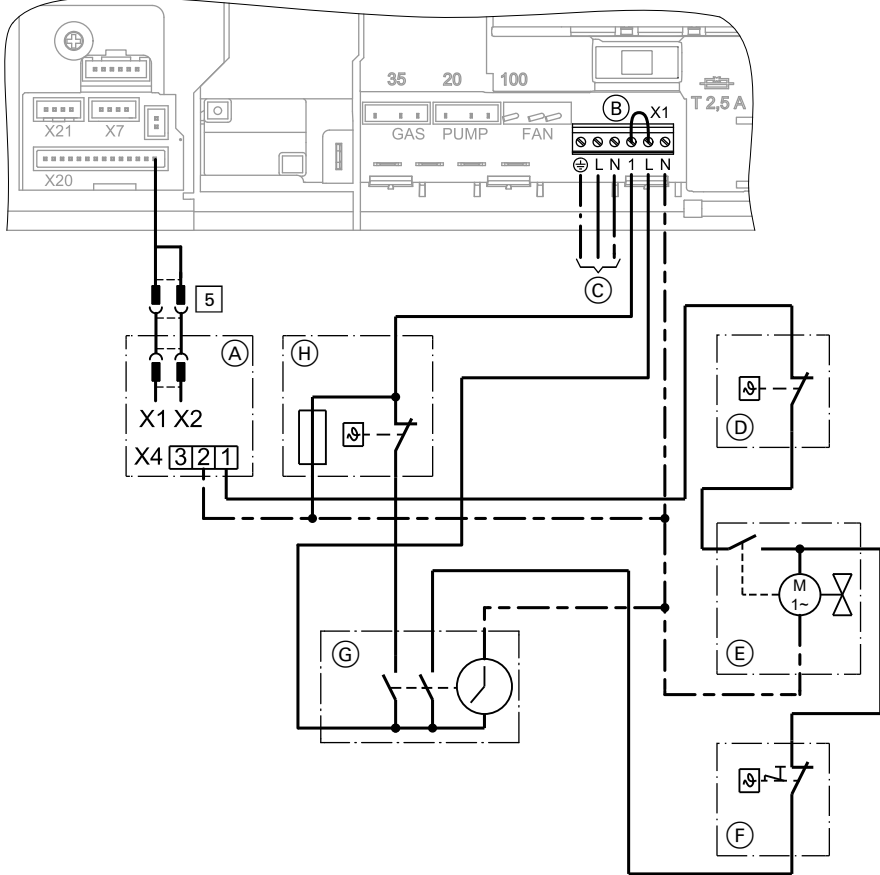 35 20 100
T 2,5 A
X21 X7
GAS PUMP FAN
X20
B X1
⏚ L N 1 L N
C
5
A
H
X1 X2
X4 3 2 1
ϑ
ϑ
D
M
1~
G
E
ϑ
F